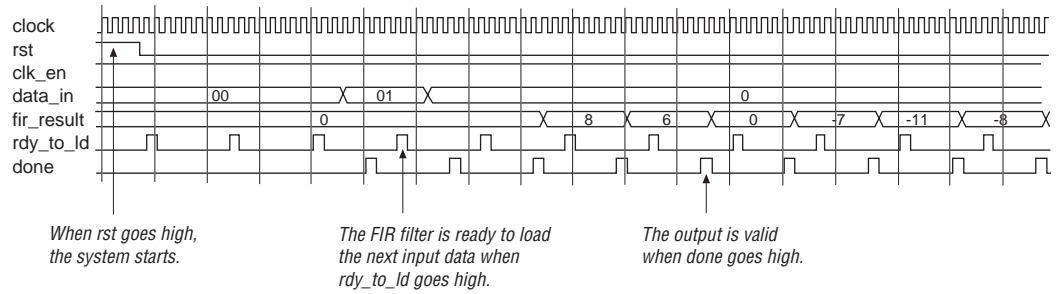 clock
rst
clk_en
data_in 00 01 0
fir_result 0 8 6 0 -7 -11 -8
rdy_to_ld
done
When rst goes high,
the system starts.
The FIR filter is ready to load
the next input data when
rdy_to_ld goes high.
The output is valid
when done goes high.